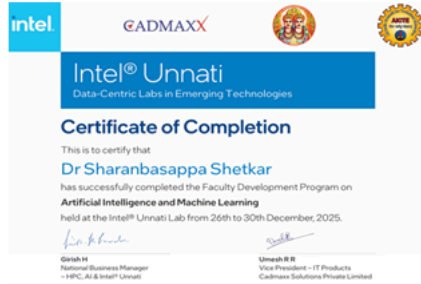 intel.
CADMAXX
AICTE
Intel® Unnati
Data-Centric Labs in Emerging Technologies
Certificate of Completion
This is to certify that
Dr Sharanbasappa Shetkar
has successfully completed the Faculty Development Program on
Artificial Intelligence and Machine Learning
held at the Intel® Unnati Lab from 26th to 30th December, 2025.
Girish H
National Business Manager
– HPC, AI & Intel® Unnati
Umesh R R
Vice President – IT Products
Cadmaxx Solutions Private Limited